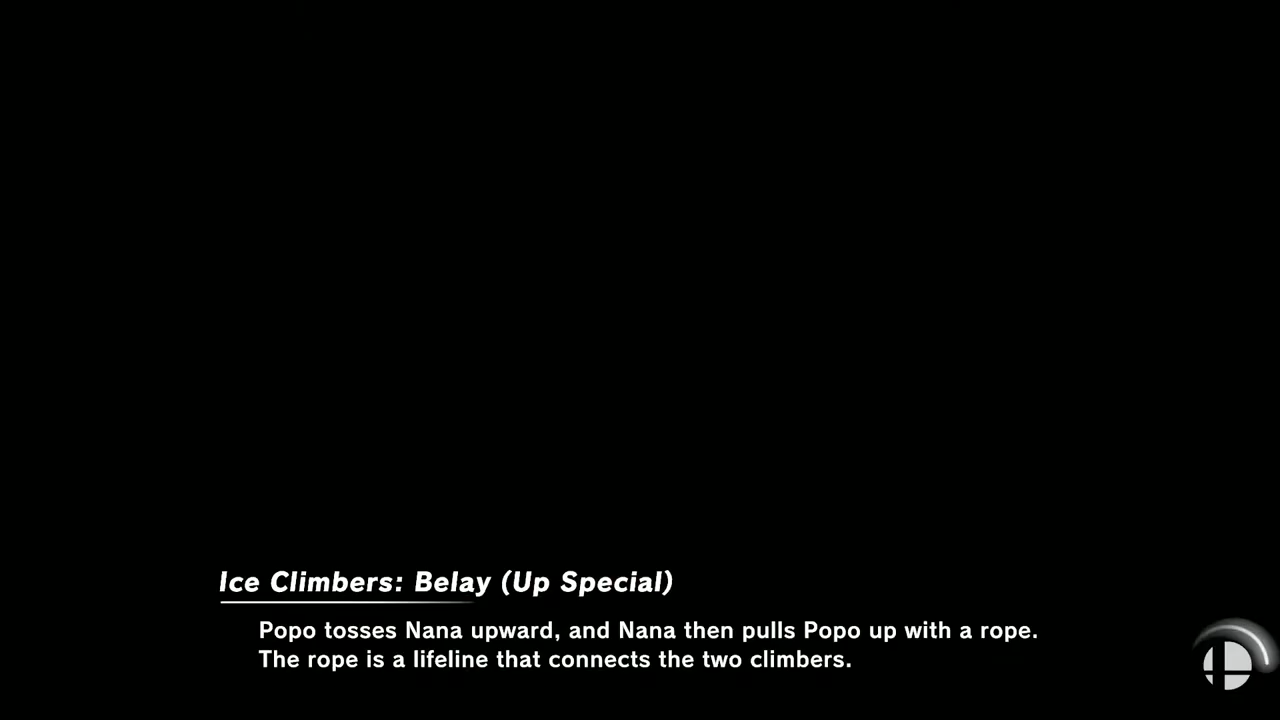 Ice Climbers: Belay (Up Special)
Popo tosses Nana upward, and Nana then pulls Popo up with a rope.
The rope is a lifeline that connects the two climbers.